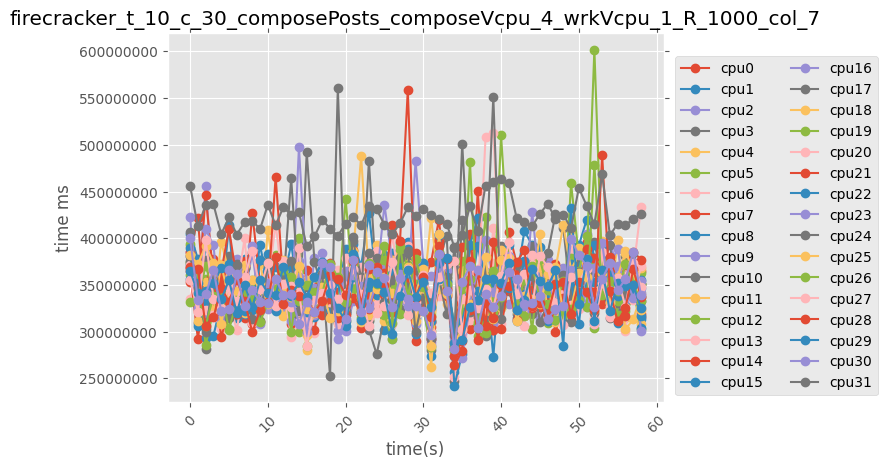 firecracker_t_10_c_30_composePosts_composeVcpu_4_wrkVcpu_1_R_1000_col_7
time ms
600000000
550000000
500000000
450000000
400000000
350000000
300000000
250000000
0
10
20
30
40
50
60
time(s)
cpu0
cpu1
cpu2
cpu3
cpu4
cpu5
cpu6
cpu7
cpu8
cpu9
cpu10
cpu11
cpu12
cpu13
cpu14
cpu15
cpu16
cpu17
cpu18
cpu19
cpu20
cpu21
cpu22
cpu23
cpu24
cpu25
cpu26
cpu27
cpu28
cpu29
cpu30
cpu31